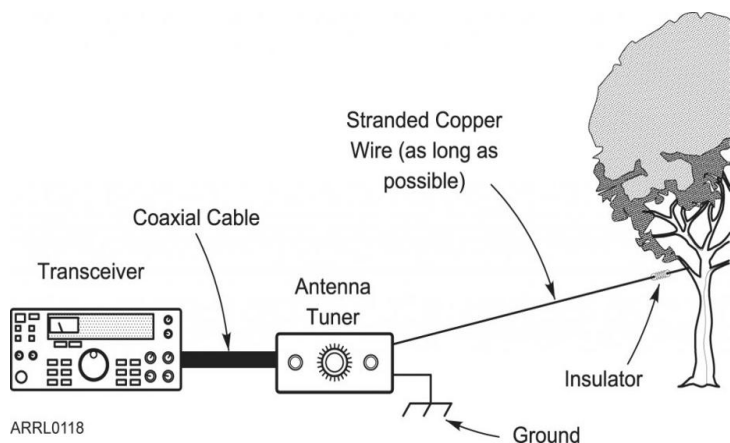 Stranded Copper
Wire (as long as
possible)
Coaxial Cable
Transceiver
Antenna
Tuner
Insulator
Ground
ARRL0118